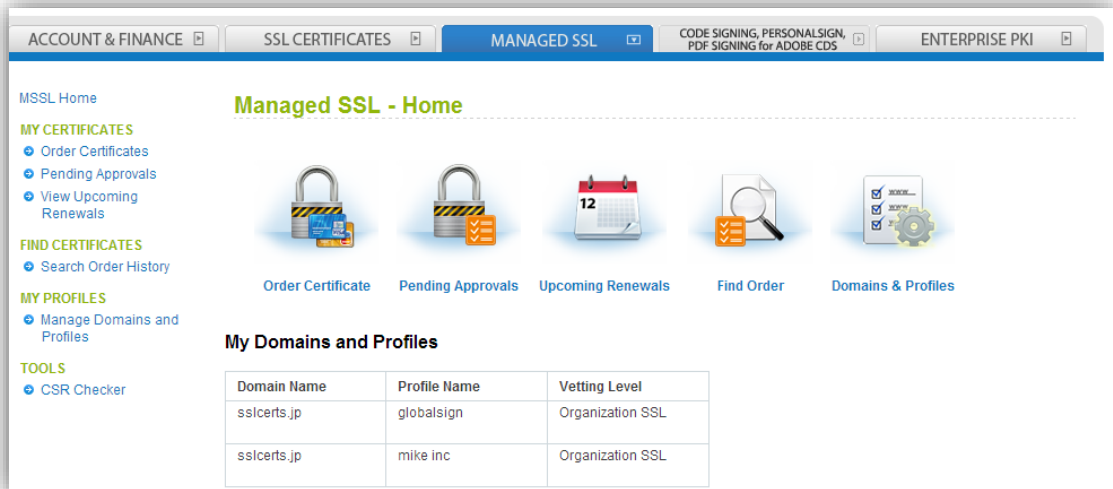 ACCOUNT & FINANCE
SSL CERTIFICATES
MANAGED SSL
CODE SIGNING, PERSONALSIGN,
PDF SIGNING for ADOBE CDS
ENTERPRISE PKI
MSSL Home
MY CERTIFICATES
Order Certificates
Pending Approvals
View Upcoming
Renewals
FIND CERTIFICATES
Search Order History
MY PROFILES
Manage Domains and
Profiles
TOOLS
CSR Checker
Managed SSL - Home
12
www...
www...
Order Certificate
Pending Approvals
Upcoming Renewals
Find Order
Domains & Profiles
My Domains and Profiles
Domain Name Profile Name Vetting Level
sslcerts.jp globalsign Organization SSL
sslcerts.jp mike inc Organization SSL